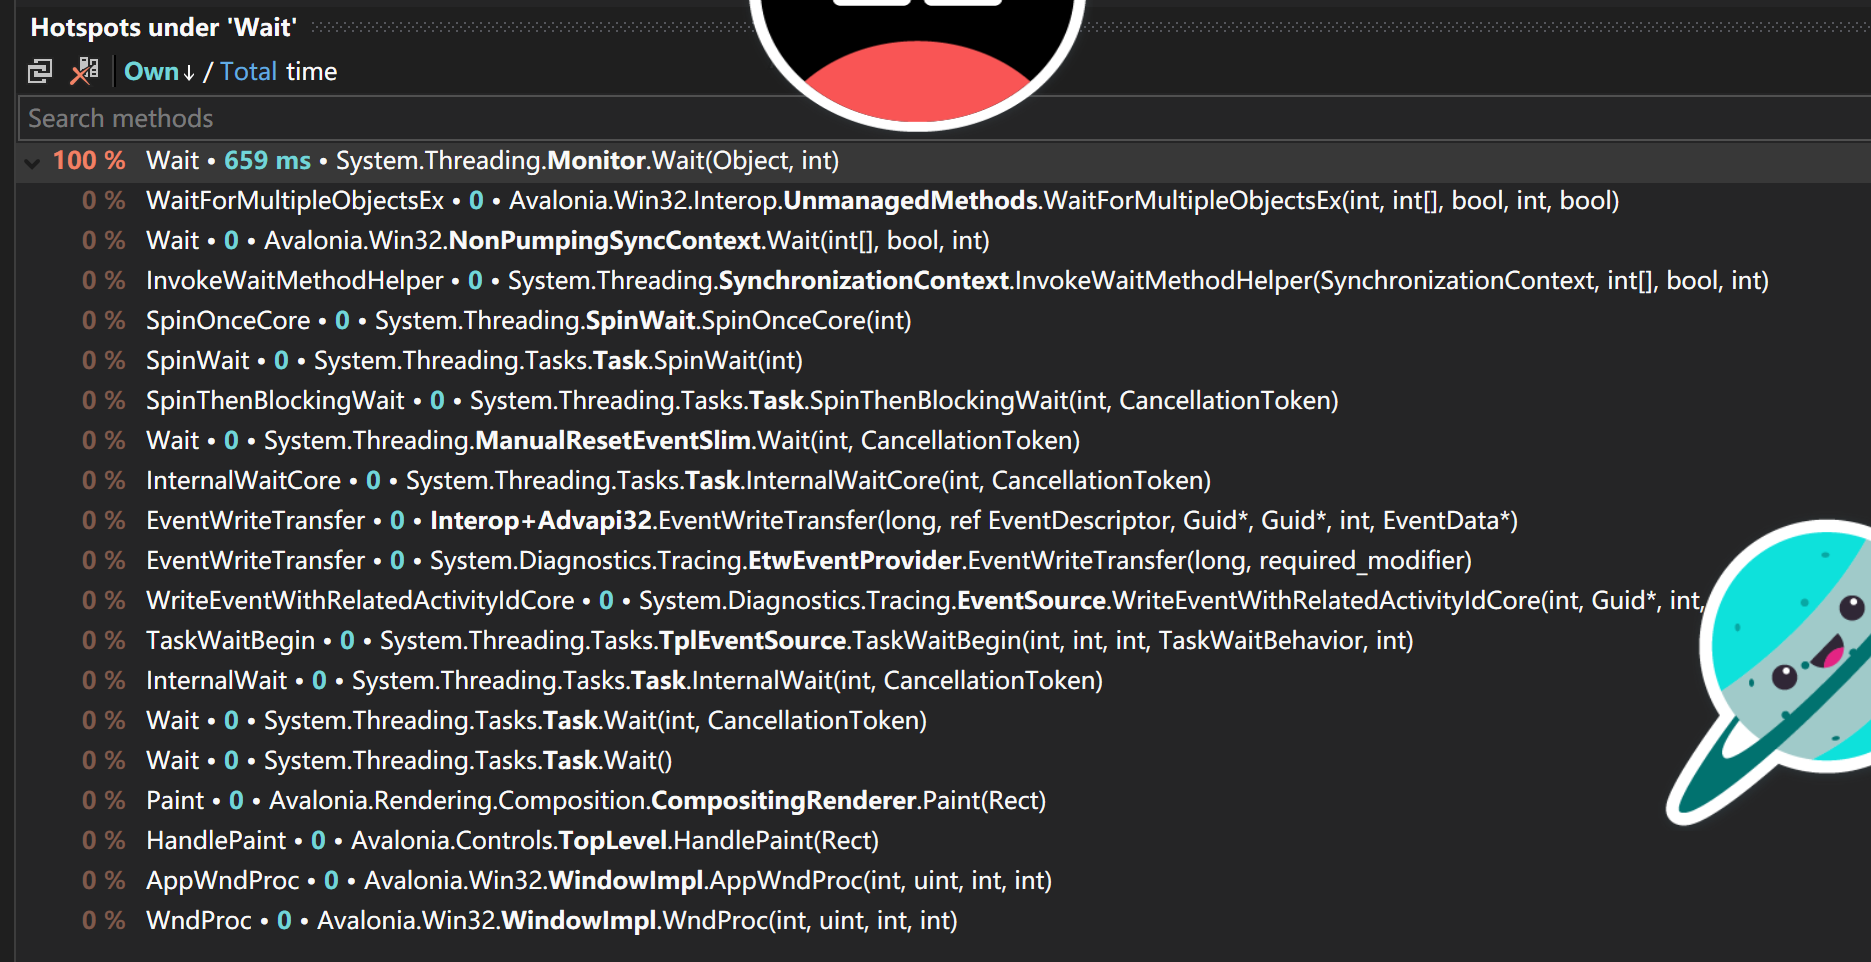 Hotspots under 'Wait'
Own↓ / Total time
Search methods
100 % Wait • 659 ms • System.Threading.Monitor.Wait(Object, int)
0 % WaitForMultipleObjectsEx • 0 • Avalonia.Win32.Interop.UnmanagedMethods.WaitForMultipleObjectsEx(int, int[], bool, int, bool)
0 % Wait • 0 • Avalonia.Win32.NonPumpingSyncContext.Wait(int[], bool, int)
0 % InvokeWaitMethodHelper • 0 • System.Threading.SynchronizationContext.InvokeWaitMethodHelper(SynchronizationContext, int[], bool, int)
0 % SpinOnceCore • 0 • System.Threading.SpinWait.SpinOnceCore(int)
0 % SpinWait • 0 • System.Threading.Tasks.Task.SpinWait(int)
0 % SpinThenBlockingWait • 0 • System.Threading.Tasks.Task.SpinThenBlockingWait(int, CancellationToken)
0 % Wait • 0 • System.Threading.ManualResetEventSlim.Wait(int, CancellationToken)
0 % InternalWaitCore • 0 • System.Threading.Tasks.Task.InternalWaitCore(int, CancellationToken)
0 % EventWriteTransfer • 0 • Interop+Advapi32.EventWriteTransfer(long, ref EventDescriptor, Guid*, Guid*, int, EventData*)
0 % EventWriteTransfer • 0 • System.Diagnostics.Tracing.EtwEventProvider.EventWriteTransfer(long, required_modifier)
0 % WriteEventWithRelatedActivityIdCore • 0 • System.Diagnostics.Tracing.EventSource.WriteEventWithRelatedActivityIdCore(int, Guid*, int,
0 % TaskWaitBegin • 0 • System.Threading.Tasks.TplEventSource.TaskWaitBegin(int, int, int, TaskWaitBehavior, int)
0 % InternalWait • 0 • System.Threading.Tasks.Task.InternalWait(int, CancellationToken)
0 % Wait • 0 • System.Threading.Tasks.Task.Wait(int, CancellationToken)
0 % Wait • 0 • System.Threading.Tasks.Task.Wait()
0 % Paint • 0 • Avalonia.Rendering.Composition.CompositingRenderer.Paint(Rect)
0 % HandlePaint • 0 • Avalonia.Controls.TopLevel.HandlePaint(Rect)
0 % AppWndProc • 0 • Avalonia.Win32.WindowImpl.AppWndProc(int, uint, int, int)
0 % WndProc • 0 • Avalonia.Win32.WindowImpl.WndProc(int, uint, int, int)